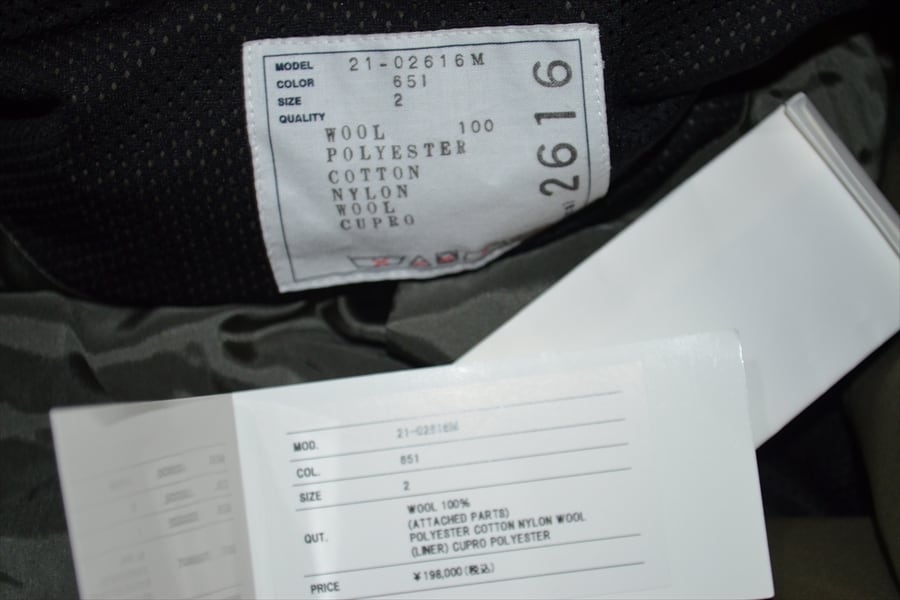 MODEL 21-02616M
COLOR 651
SIZE 2
QUALITY
WOOL 100
POLYESTER
COTTON
NYLON
WOOL
CUPRO
2616
MOD. 21-02616M
COL. 651
SIZE 2
QUT. WOOL 100%
(ATTACHED PARTS)
POLYESTER COTTON NYLON WOOL
(LINER) CUPRO POLYESTER
PRICE ¥198,000(税込)